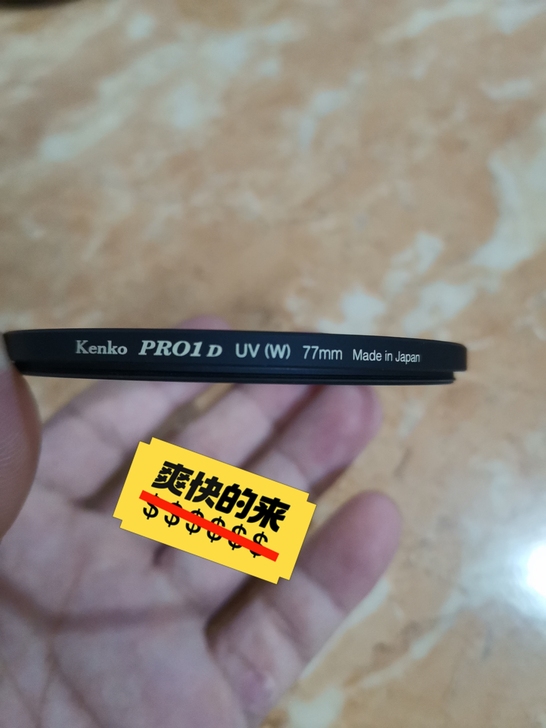 Kenko PRO1 D UV (W) 77mm Made in Japan
爽快的来
$$$$$$